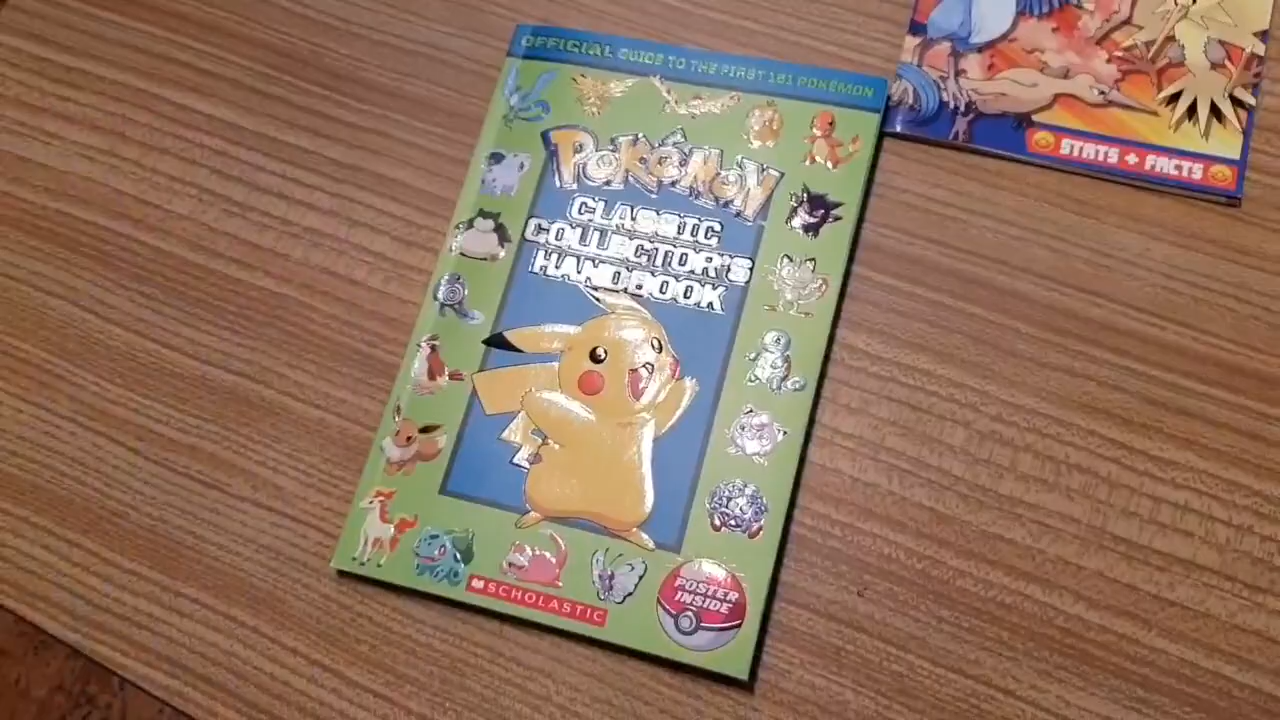 OFFICIAL GUIDE TO THE FIRST 151 POKÉMON
POKÉMON
CLASSIC
COLLECTOR'S
HANDBOOK
SCHOLASTIC
POSTER
INSIDE
STATS + FACTS